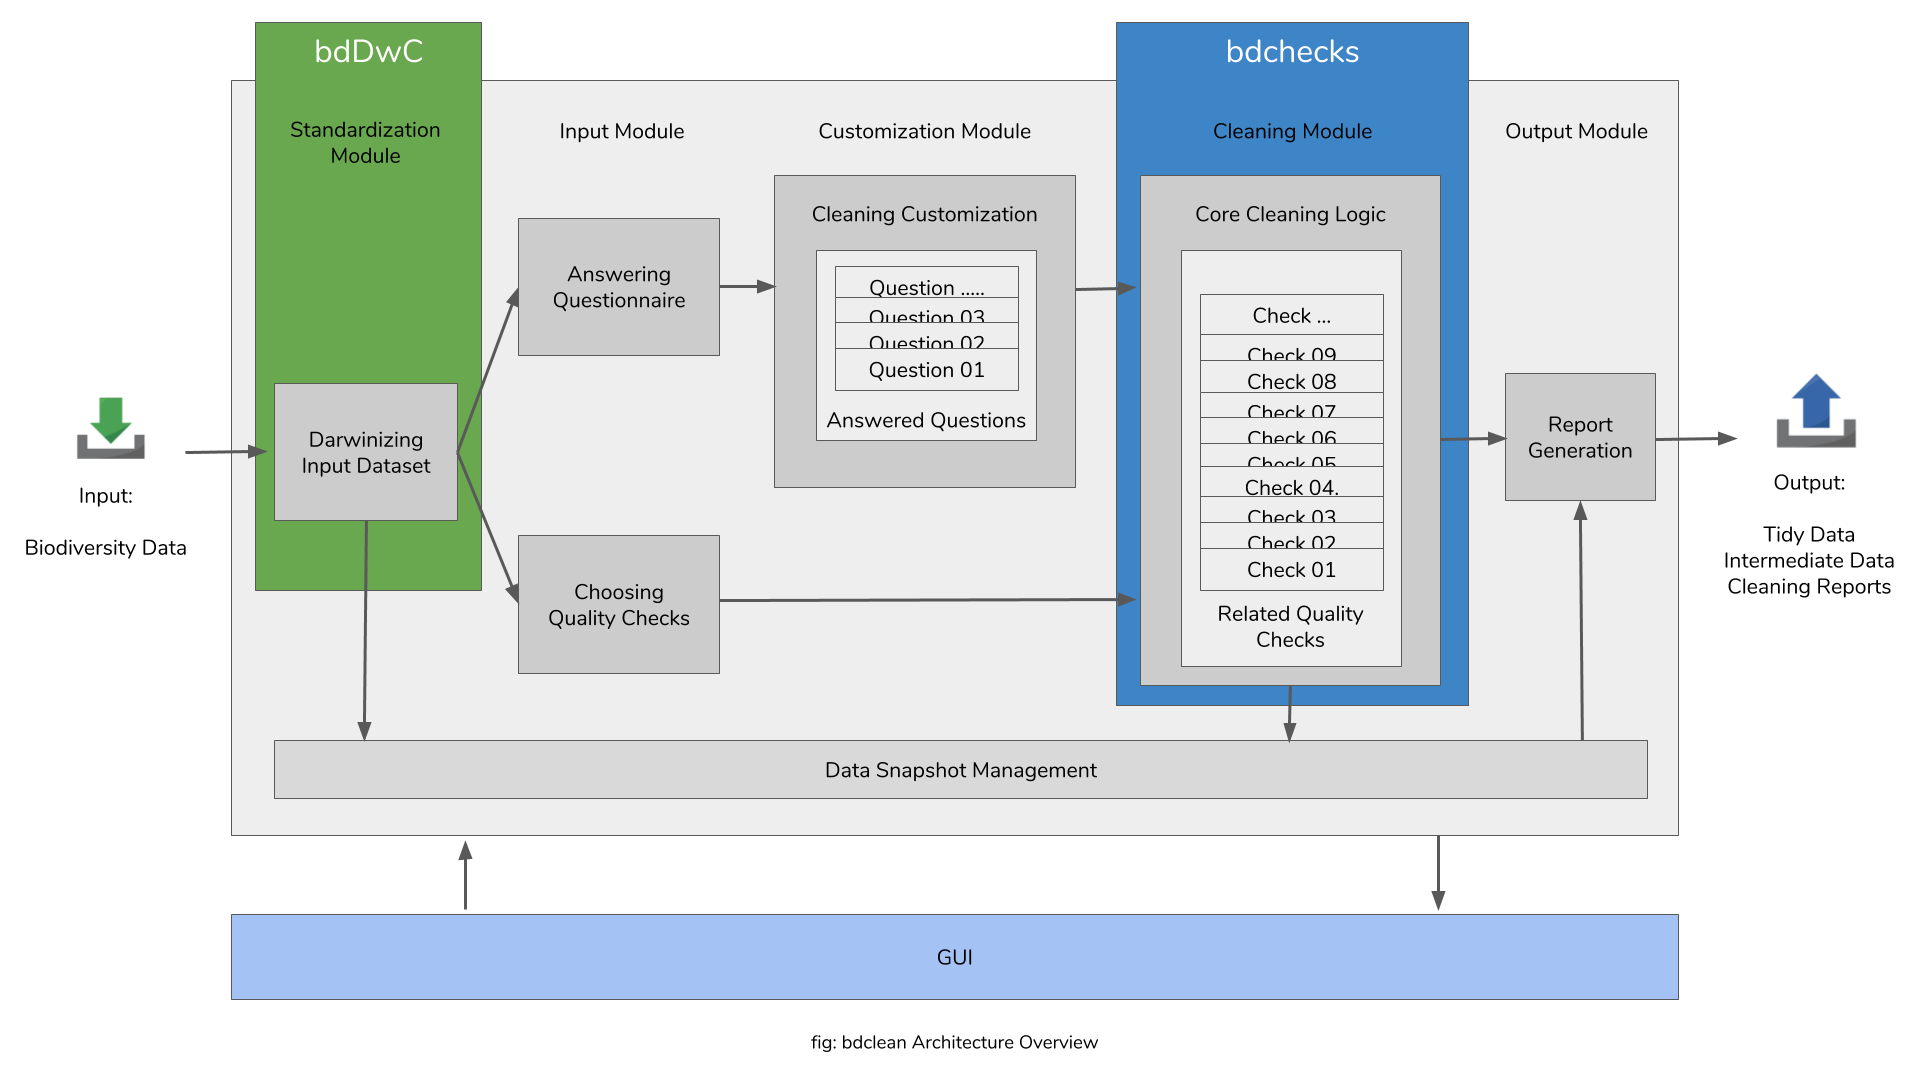 bdDwC
bdchecks
Standardization
Module
Input Module
Customization Module
Cleaning Module
Output Module
Cleaning Customization
Core Cleaning Logic
Answering
Questionnaire
Question .....
Question 03
Question 02
Question 01
Answered Questions
Check ...
Check 09
Check 08
Check 07
Check 06
Check 05
Check 04.
Check 03
Check 02
Check 01
Related Quality
Checks
Darwinizing
Input Dataset
Choosing
Quality Checks
Report
Generation
Input:
Biodiversity Data
Output:
Tidy Data
Intermediate Data
Cleaning Reports
Data Snapshot Management
GUI
fig: bdclean Architecture Overview